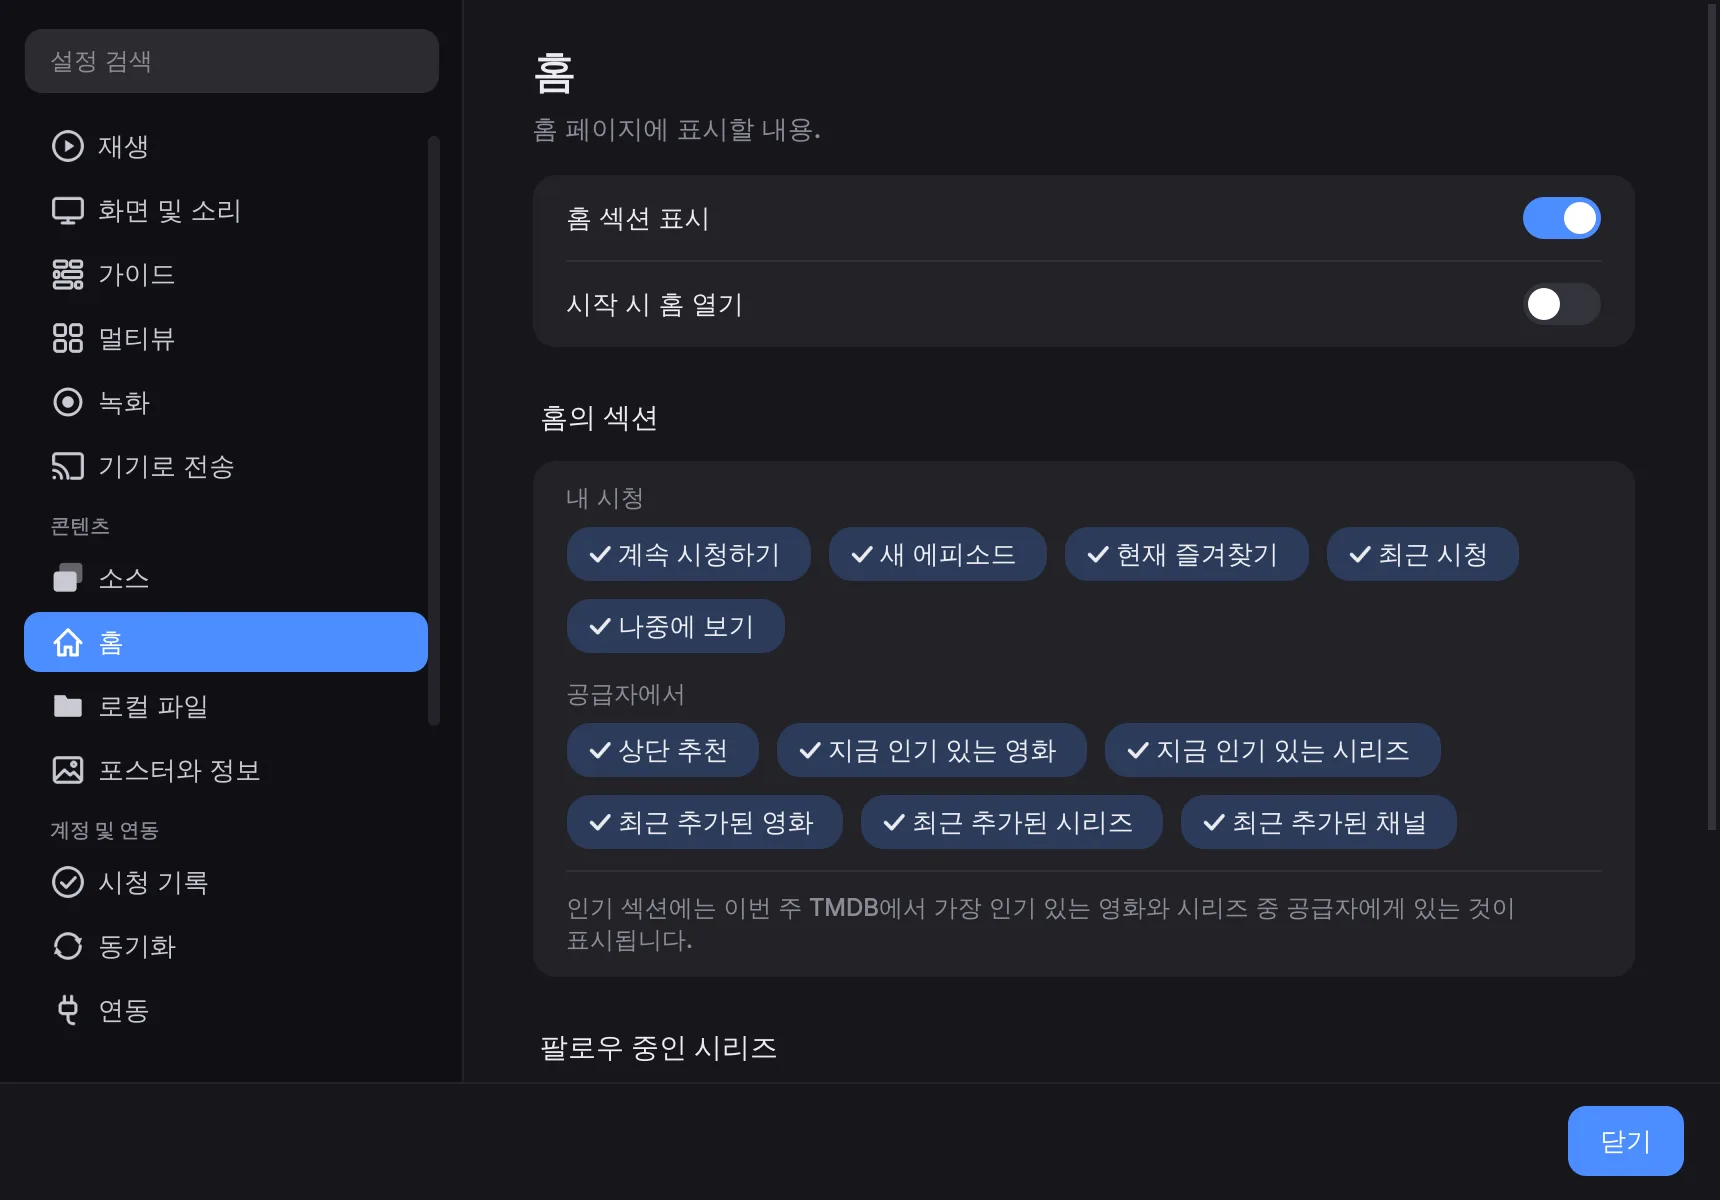 설정 검색
재생
화면 및 소리
가이드
멀티뷰
녹화
기기로 전송
콘텐츠
소스
홈
로컬 파일
포스터와 정보
계정 및 연동
시청 기록
동기화
연동
홈
홈 페이지에 표시할 내용.
홈 섹션 표시
시작 시 홈 열기
홈의 섹션
내 시청
계속 시청하기 새 에피소드 현재 즐겨찾기 최근 시청
나중에 보기
공급자에서
상단 추천 지금 인기 있는 영화 지금 인기 있는 시리즈
최근 추가된 영화 최근 추가된 시리즈 최근 추가된 채널
인기 섹션에는 이번 주 TMDB에서 가장 인기 있는 영화와 시리즈 중 공급자에게 있는 것이
표시됩니다.
팔로우 중인 시리즈
닫기